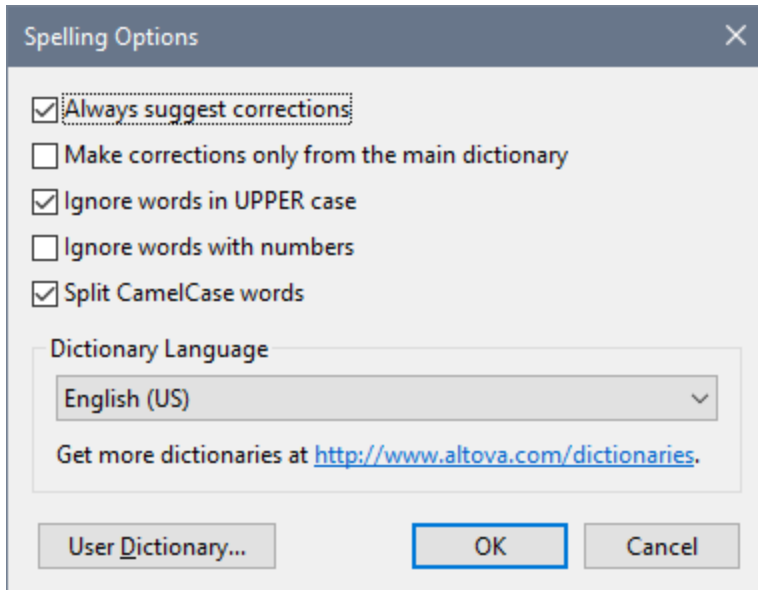 Spelling Options
Always suggest corrections
Make corrections only from the main dictionary
Ignore words in UPPER case
Ignore words with numbers
Split CamelCase words
Dictionary Language
English (US)
Get more dictionaries at http://www.altova.com/dictionaries.
User Dictionary... OK Cancel